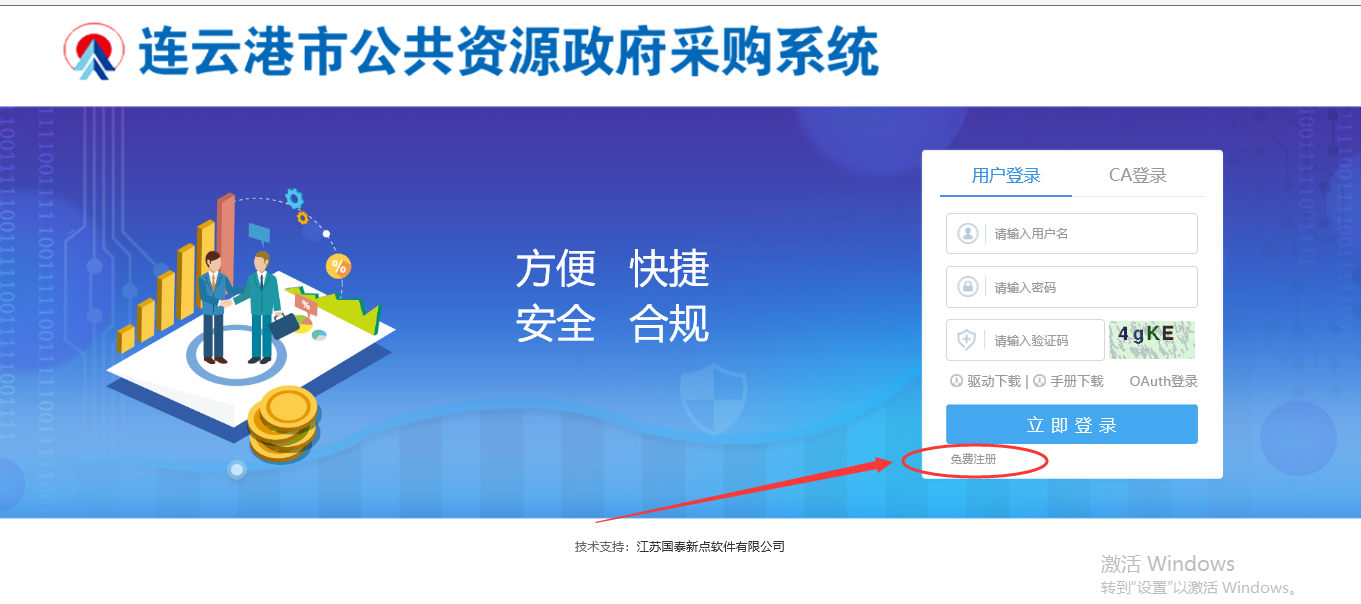 连云港市公共资源政府采购系统
用户登录 CA登录
方便 快捷
安全 合规
请输入用户名
请输入密码
请输入验证码 4gKE
驱动下载 | 手册下载 OAuth登录
立即登录
免费注册
技术支持：江苏国泰新点软件有限公司
激活 Windows
转到"设置"以激活 Windows。